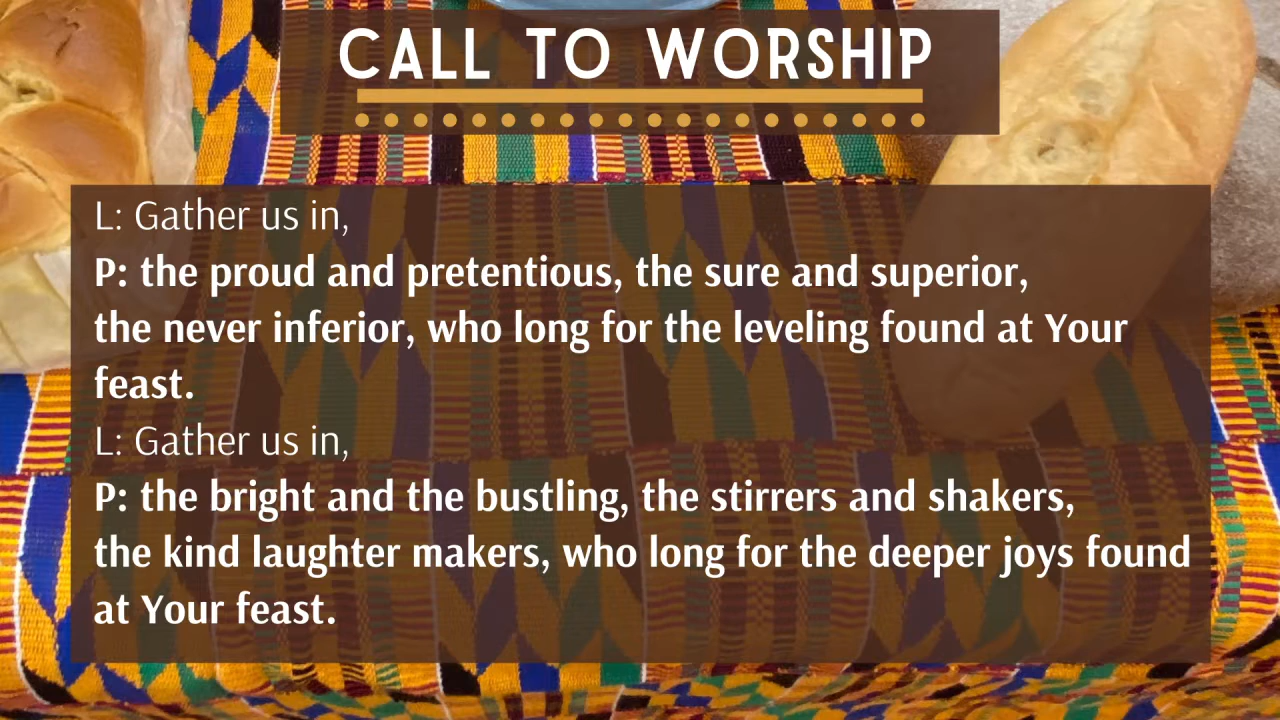 CALL TO WORSHIP
L: Gather us in,
P: the proud and pretentious, the sure and superior,
the never inferior, who long for the leveling found at Your
feast.
L: Gather us in,
P: the bright and the bustling, the stirrers and shakers,
the kind laughter makers, who long for the deeper joys found
at Your feast.